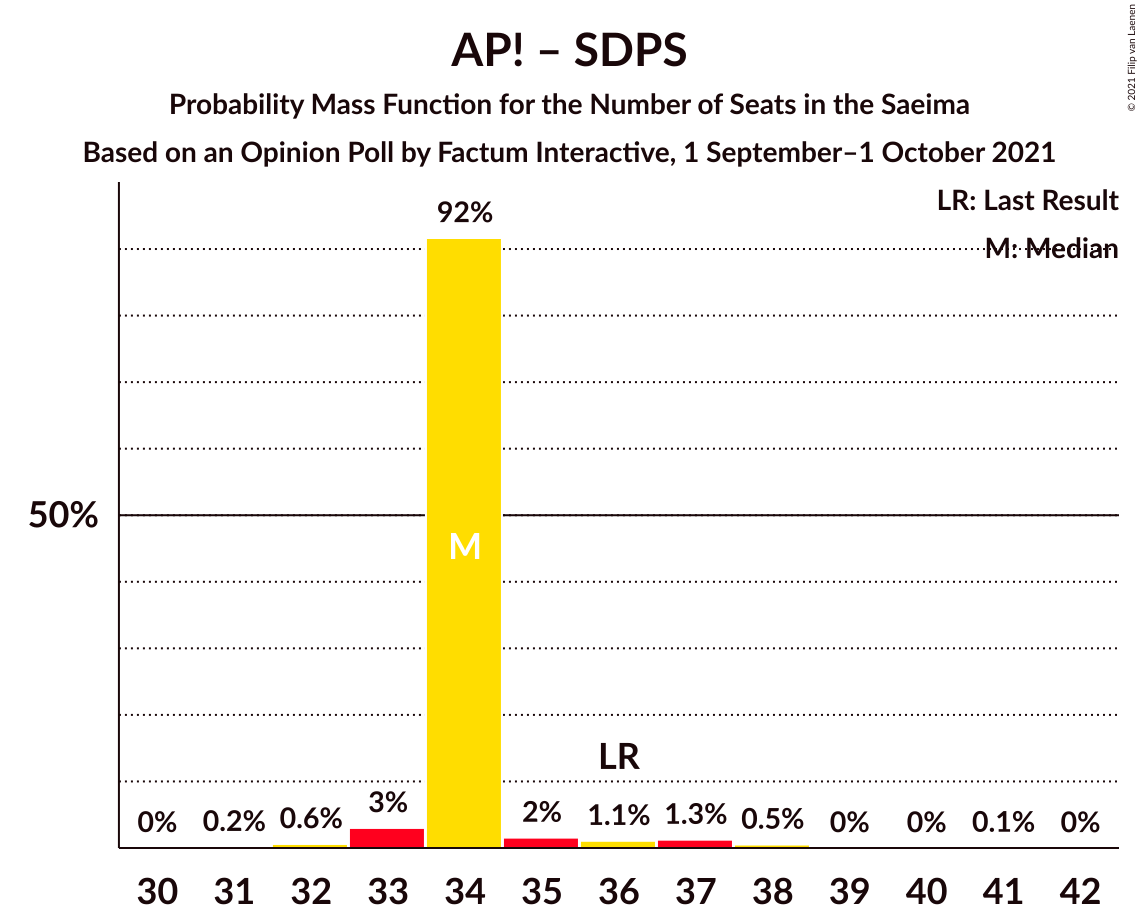 AP! – SDPS
Probability Mass Function for the Number of Seats in the Saeima
Based on an Opinion Poll by Factum Interactive, 1 September–1 October 2021
© 2021 Filip van Laenen
LR: Last Result
M: Median
92%
50%
M
LR
0% 0.2% 0.6% 3% 2% 1.1% 1.3% 0.5% 0% 0% 0.1% 0%
30 31 32 33 34 35 36 37 38 39 40 41 42